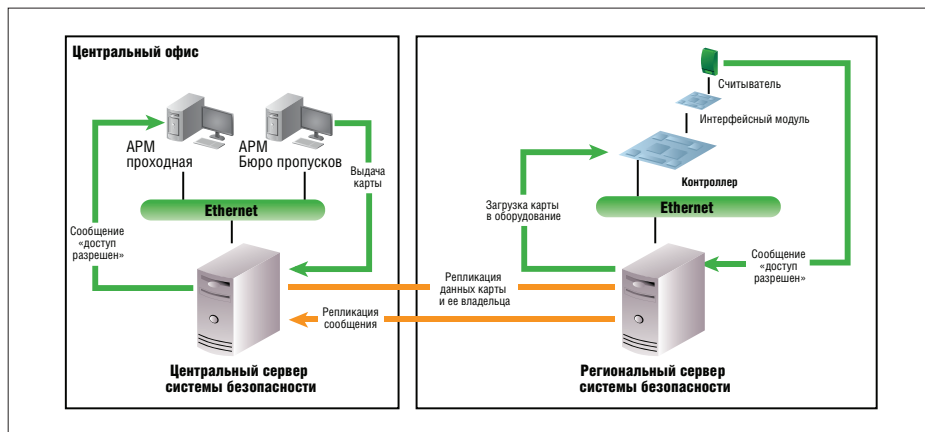 Центральный офис
АРМ
проходная
АРМ
Бюро пропусков
Выдача
карты
Ethernet
Сообщение
«доступ
разрешен»
Центральный сервер
системы безопасности
Репликация
данных карты
и ее владельца
Репликация
сообщения
Считыватель
Интерфейсный модуль
Контроллер
Загрузка карты
в оборудование
Ethernet
Сообщение
«доступ
разрешен»
Региональный сервер
системы безопасности